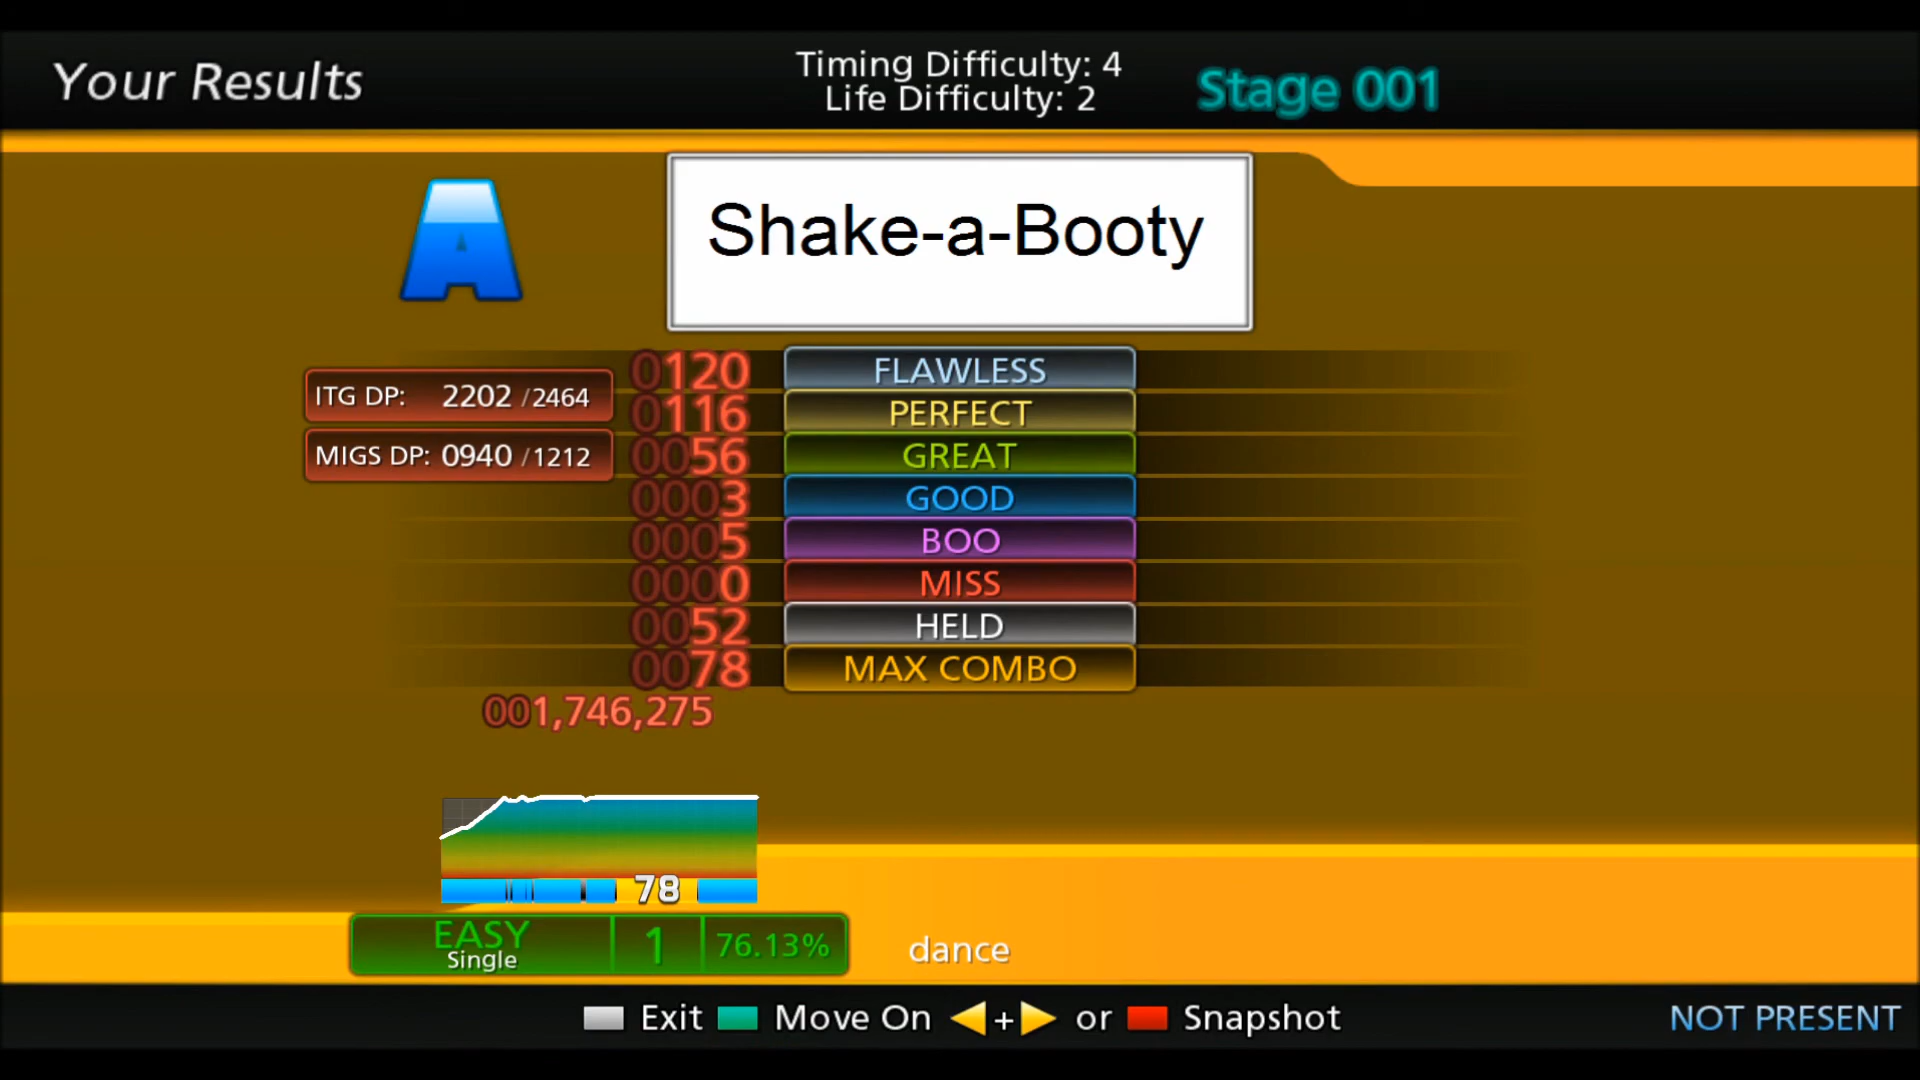 Your Results
Timing Difficulty: 4
Life Difficulty: 2
Stage 001
A
Shake-a-Booty
ITG DP: 2202 /2464
MIGS DP: 0940 /1212
0120 FLAWLESS
0116 PERFECT
0056 GREAT
0003 GOOD
0005 BOO
0000 MISS
0052 HELD
0078 MAX COMBO
001,746,275
78
EASY
Single
1
76.13%
dance
Exit Move On + or Snapshot
NOT PRESENT